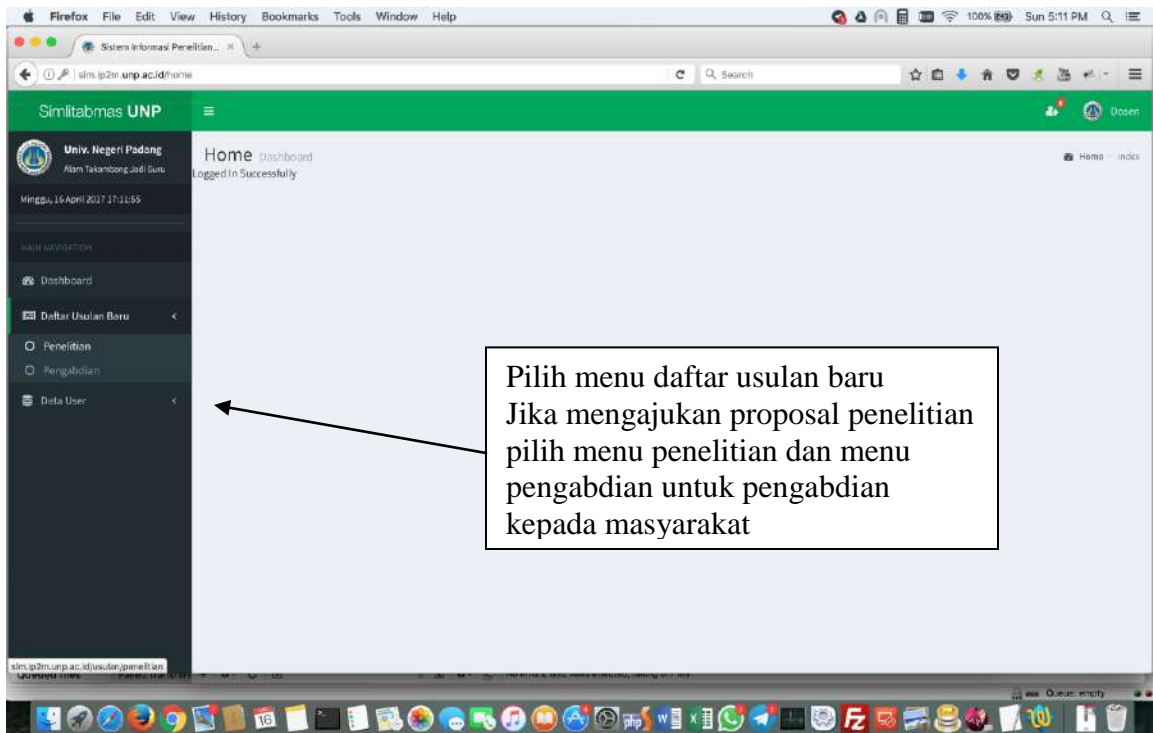 Firefox File Edit View History Bookmarks Tools Window Help 100% Sun 5:11 PM
Sistem Informasi Penelitian...
sim.lp2m.unp.ac.id/home Search
Simlitabmas UNP Dosen
Univ. Negeri Padang
Alam Takambang Jadi Guru
Home Dashboard Home Index
Logged In Successfully
Minggu, 16 April 2017 17:11:55
MAIN NAVIGATION
Dashboard
Daftar Usulan Baru
Penelitian
Pengabdian
Data User
Pilih menu daftar usulan baru
Jika mengajukan proposal penelitian
pilih menu penelitian dan menu
pengabdian untuk pengabdian
kepada masyarakat
sim.lp2m.unp.ac.id/usulan/penelitian
Queue: empty
16